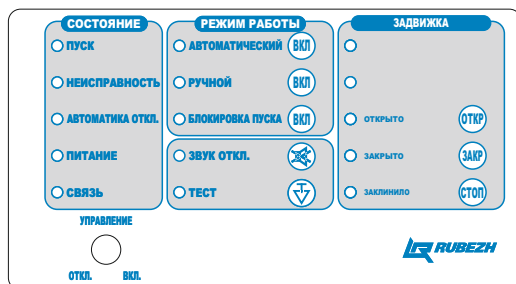 СОСТОЯНИЕ
ПУСК
НЕИСПРАВНОСТЬ
АВТОМАТИКА ОТКЛ.
ПИТАНИЕ
СВЯЗЬ
РЕЖИМ РАБОТЫ
АВТОМАТИЧЕСКИЙ ВКЛ
РУЧНОЙ ВКЛ
БЛОКИРОВКА ПУСКА ВКЛ
ЗВУК ОТКЛ.
ТЕСТ
ЗАДВИЖКА
ОТКРЫТО ОТКР
ЗАКРЫТО ЗАКР
ЗАКЛИНИЛО СТОП
УПРАВЛЕНИЕ
ОТКЛ. ВКЛ.
RUBEZH